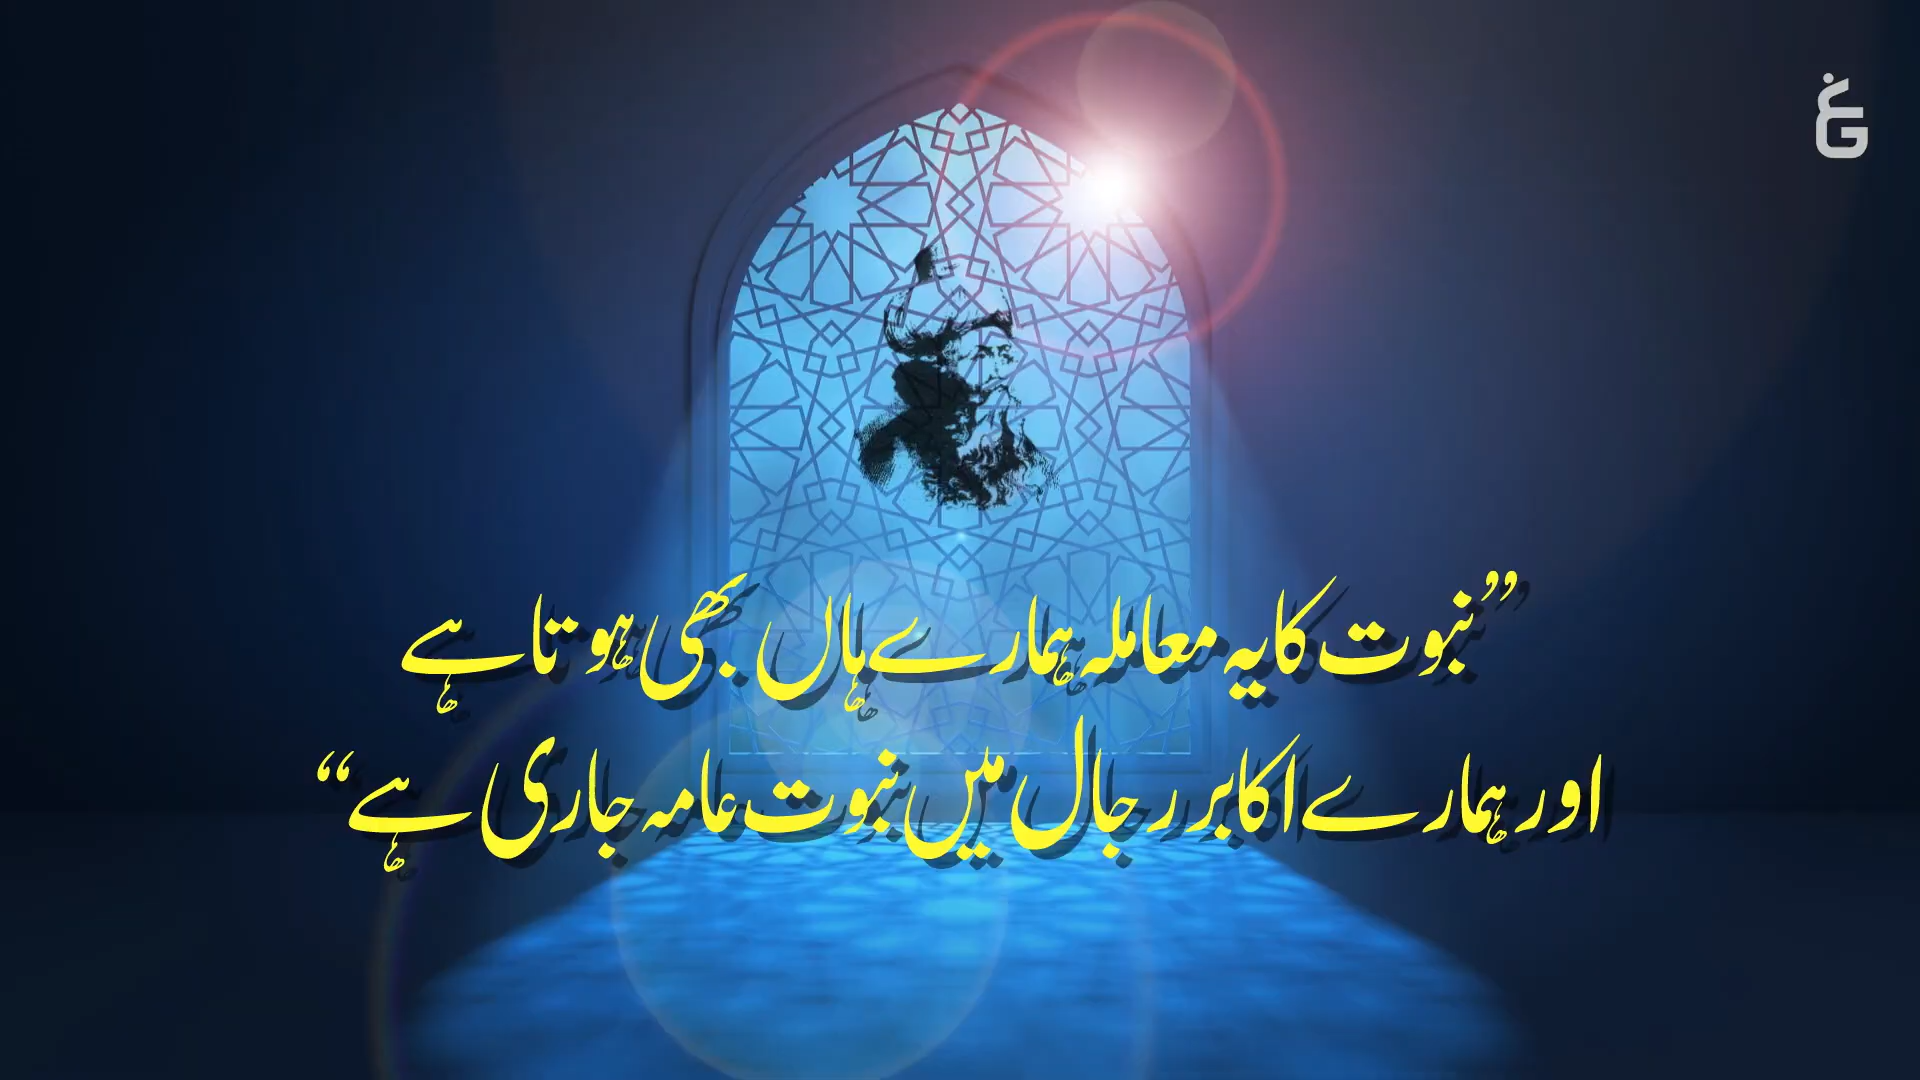 ”نبوت کا یہ معاملہ ہمارے ہاں بھی ہوتا ہے
اور ہمارے اکابر رجال میں نبوت عامہ جاری ہے“
غ
G